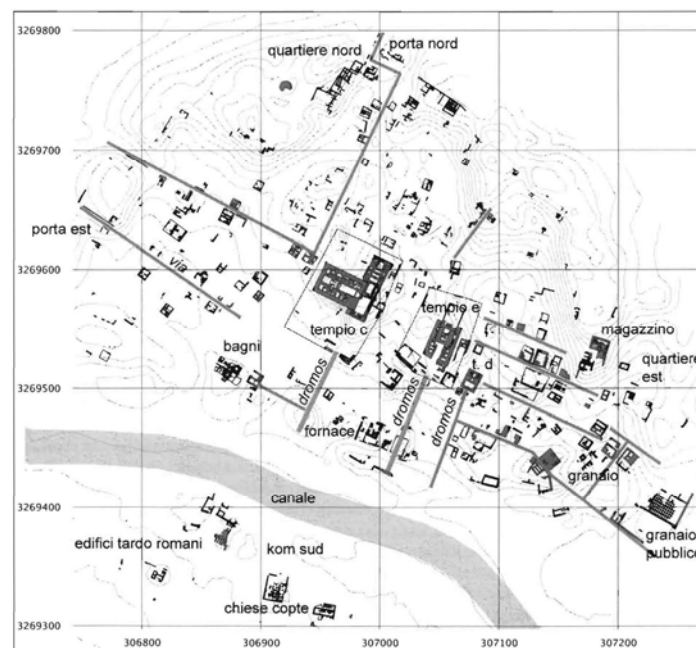 3269800
porta nord
quartiere nord
3269700
porta est
via
3269600
tempio c
tempio e
magazzino
bagni
t. d
quartiere
est
3269500
dromos
dromos
dromos
fornace
granaio
3269400
canale
granaio
pubblico
edifici tardo romani
kom sud
chiese copte
3269300
306800
306900
307000
307100
307200